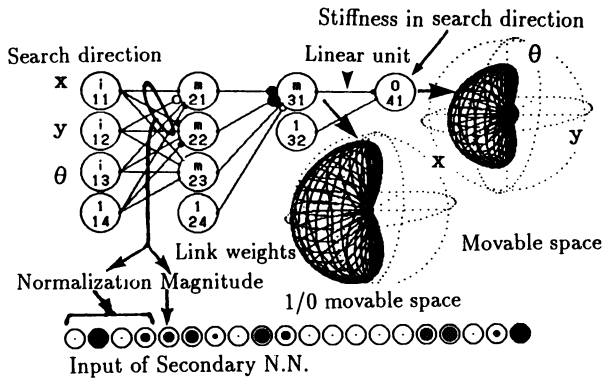 Stiffness in search direction
Search direction
Linear unit
θ
x
i
11
m
21
m
31
0
41
y
i
12
m
22
1
32
x
y
θ
i
13
m
23
1
14
1
24
Link weights
Movable space
Normalization Magnitude
1/0 movable space
Input of Secondary N.N.